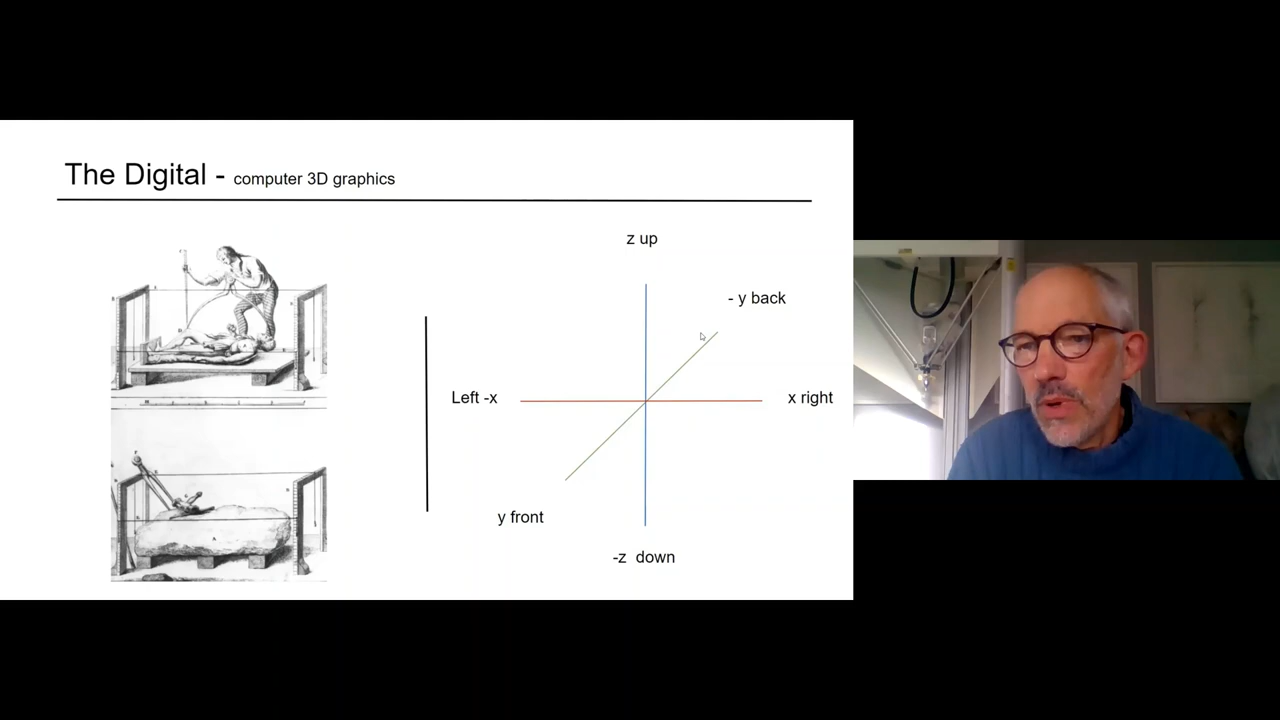 The Digital - computer 3D graphics
z up
- y back
Left -x
x right
y front
-z down